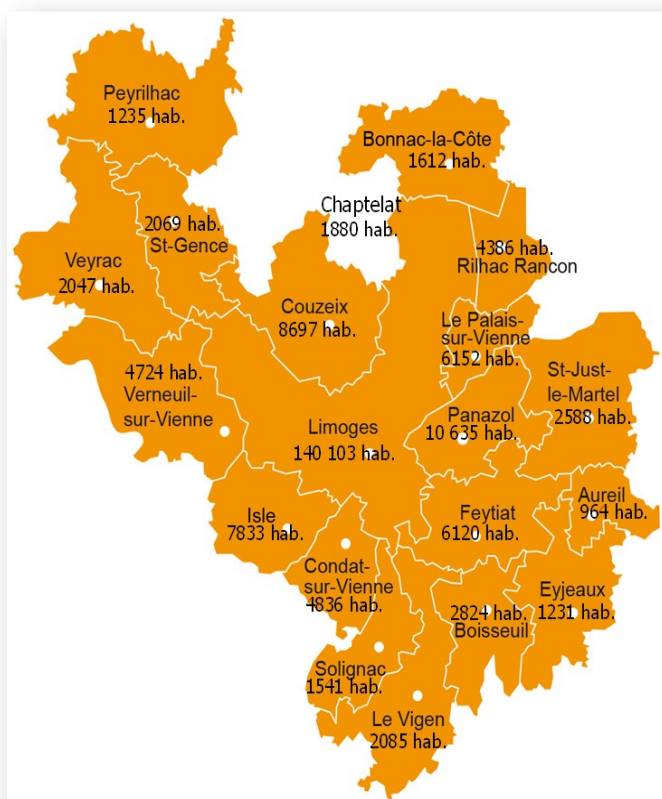 Peyrilhac
1235 hab.
Bonnac-la-Côte
1612 hab.
Chaptelat
1880 hab.
2069 hab.
St-Gence
Veyrac
2047 hab.
4386 hab.
Rilhac Rancon
Couzeix
8697 hab.
Le Palais-
sur-Vienne
6152 hab.
4724 hab.
Verneuil-
sur-Vienne
St-Just-
le-Martel
2588 hab.
Limoges
140 103 hab.
Panazol
10 635 hab.
Isle
7833 hab.
Feytiat
6120 hab.
Aureil
964 hab.
Condat-
sur-Vienne
4836 hab.
2824 hab.
Boisseuil
Eyjeaux
1231 hab.
Solignac
1541 hab.
Le Vigen
2085 hab.